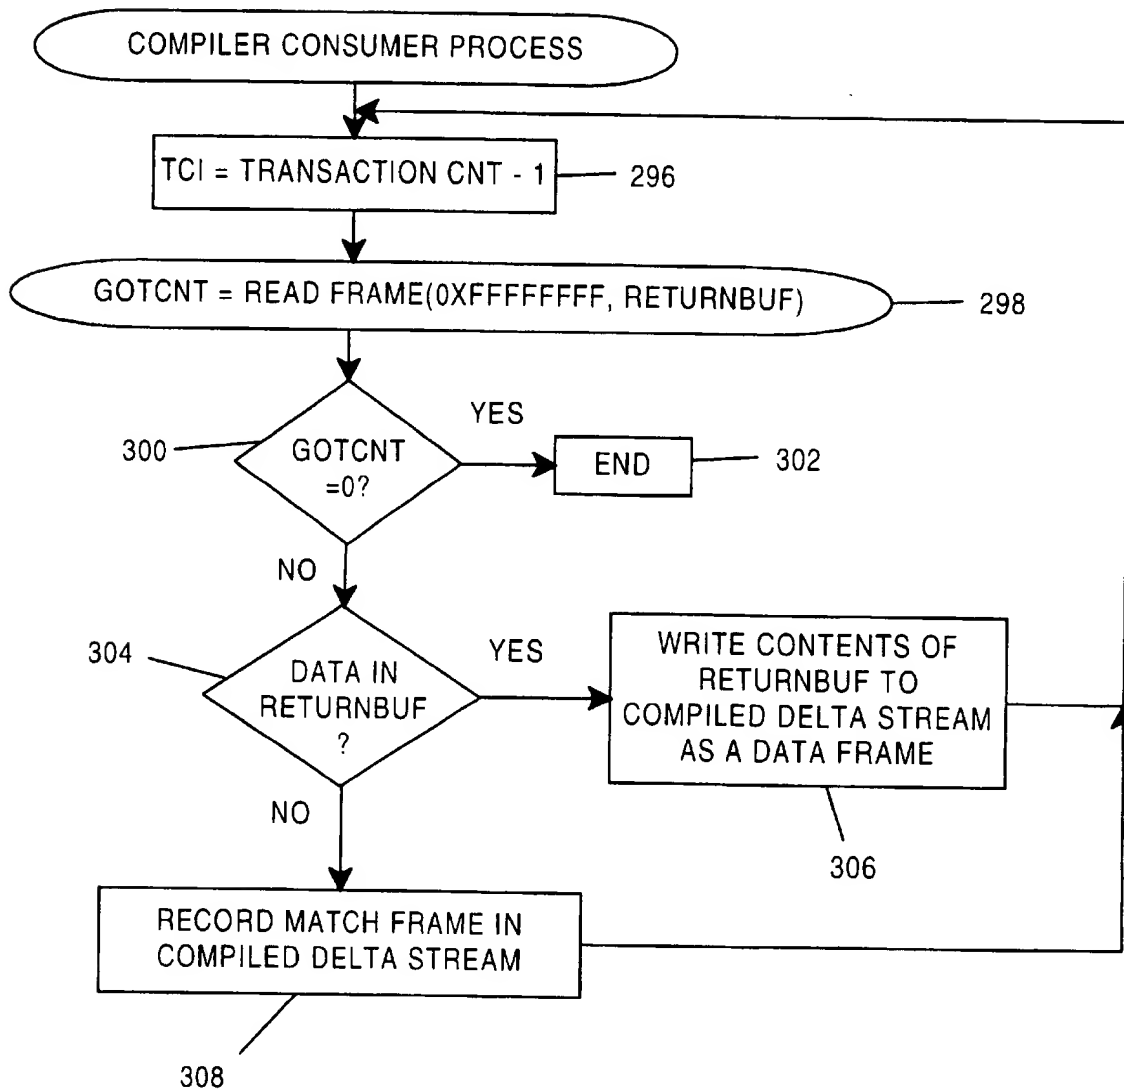 COMPILER CONSUMER PROCESS
TCI = TRANSACTION CNT - 1
296
GOTCNT = READ FRAME(0XFFFFFFFF, RETURNBUF)
298
300
GOTCNT
=0?
YES
END
302
NO
304
DATA IN
RETURNBUF
?
YES
WRITE CONTENTS OF
RETURNBUF TO
COMPILED DELTA STREAM
AS A DATA FRAME
306
NO
RECORD MATCH FRAME IN
COMPILED DELTA STREAM
308